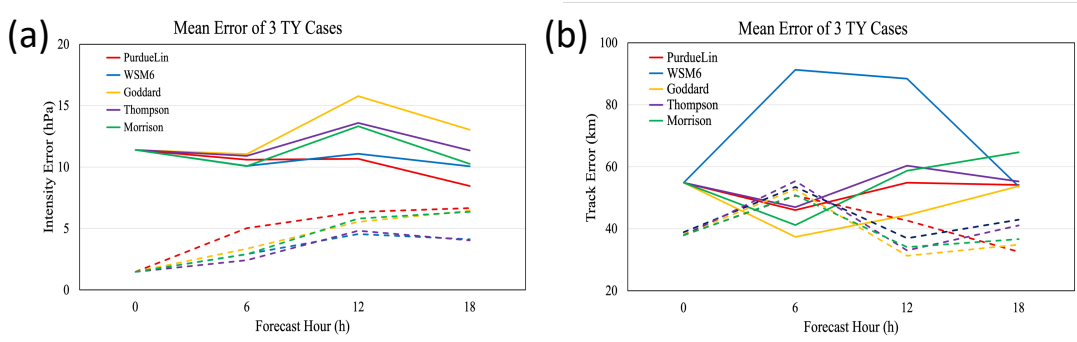 (a)
Mean Error of 3 TY Cases
Intensity Error (hPa)
20
15
10
5
0
PurdueLin
WSM6
Goddard
Thompson
Morrison
0 6 12 18
Forecast Hour (h)
(b)
Mean Error of 3 TY Cases
Track Error (km)
100
80
60
40
20
PurdueLin
WSM6
Goddard
Thompson
Morrison
0 6 12 18
Forecast Hour (h)